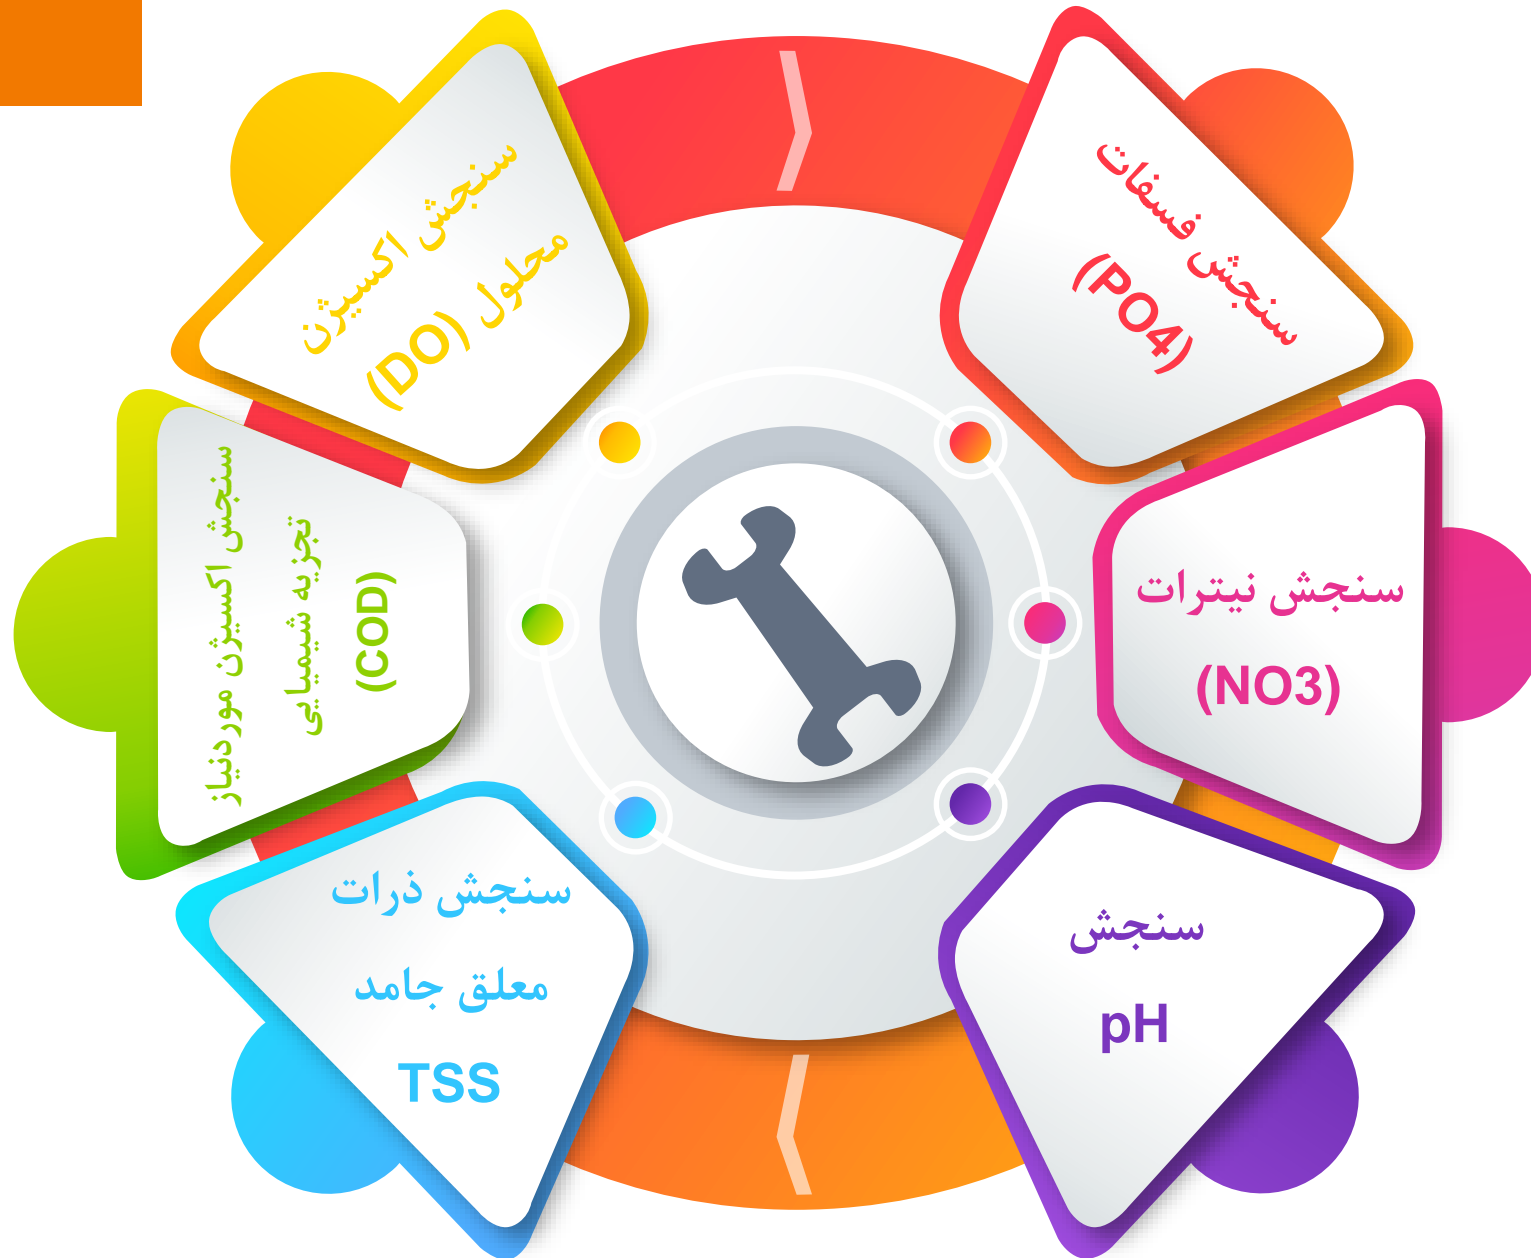 سنجش فسفات
(PO4)
سنجش نیترات
(NO3)
سنجش
pH
سنجش ذرات
معلق جامد
TSS
سنجش اکسیژن موردنیاز
تجزیه شیمیایی
(COD)
سنجش اکسیژن
محلول (DO)